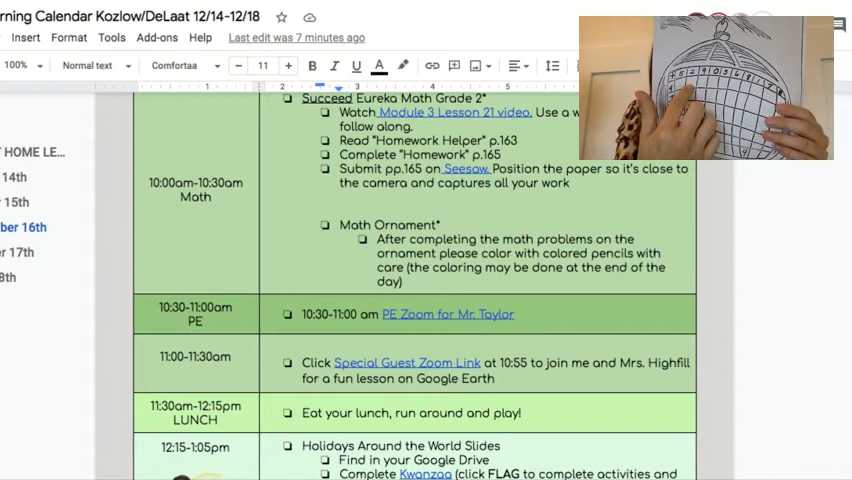 rning Calendar Kozlow/DeLaat 12/14-12/18
Insert Format Tools Add-ons Help Last edit was 7 minutes ago
100% Normal text Comfortaa 11 B I U A
2 1 1 2 3 4
Succeed Eureka Math Grade 2*
Watch Module 3 Lesson 21 video. Use a w
follow along.
Read "Homework Helper" p.163
Complete "Homework" p.165
Submit pp.165 on Seesaw. Position the paper so it's close to
the camera and captures all your work
10:00am-10:30am
Math
Math Ornament*
After completing the math problems on the
ornament please color with colored pencils with
care (the coloring may be done at the end of the
day)
10:30-11:00am
PE
10:30-11:00 am PE Zoom for Mr. Taylor
11:00-11:30am
Click Special Guest Zoom Link at 10:55 to join me and Mrs. Highfill
for a fun lesson on Google Earth
11:30am-12:15pm
LUNCH
Eat your lunch, run around and play!
12:15-1:05pm
Holidays Around the World Slides
Find in your Google Drive
Complete Kwanzaa (click FLAG to complete activities and
T HOME LE...
14th
r 15th
ber 16th
r 17th
8th